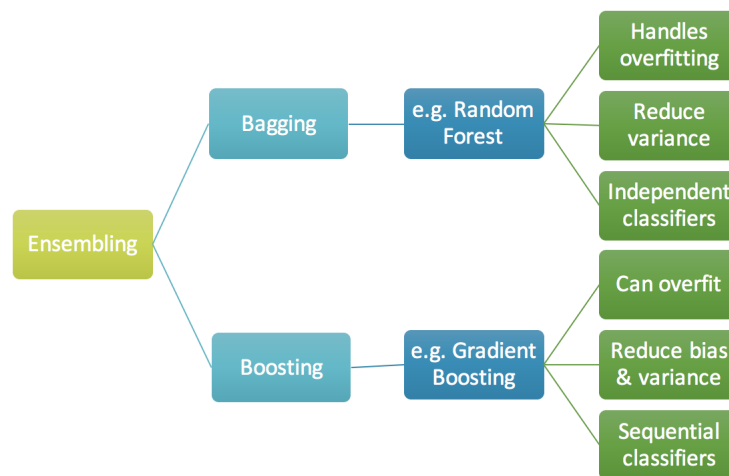 Ensembling
Bagging
e.g. Random
Forest
Handles
overfitting
Reduce
variance
Independent
classifiers
Boosting
e.g. Gradient
Boosting
Can overfit
Reduce bias
& variance
Sequential
classifiers